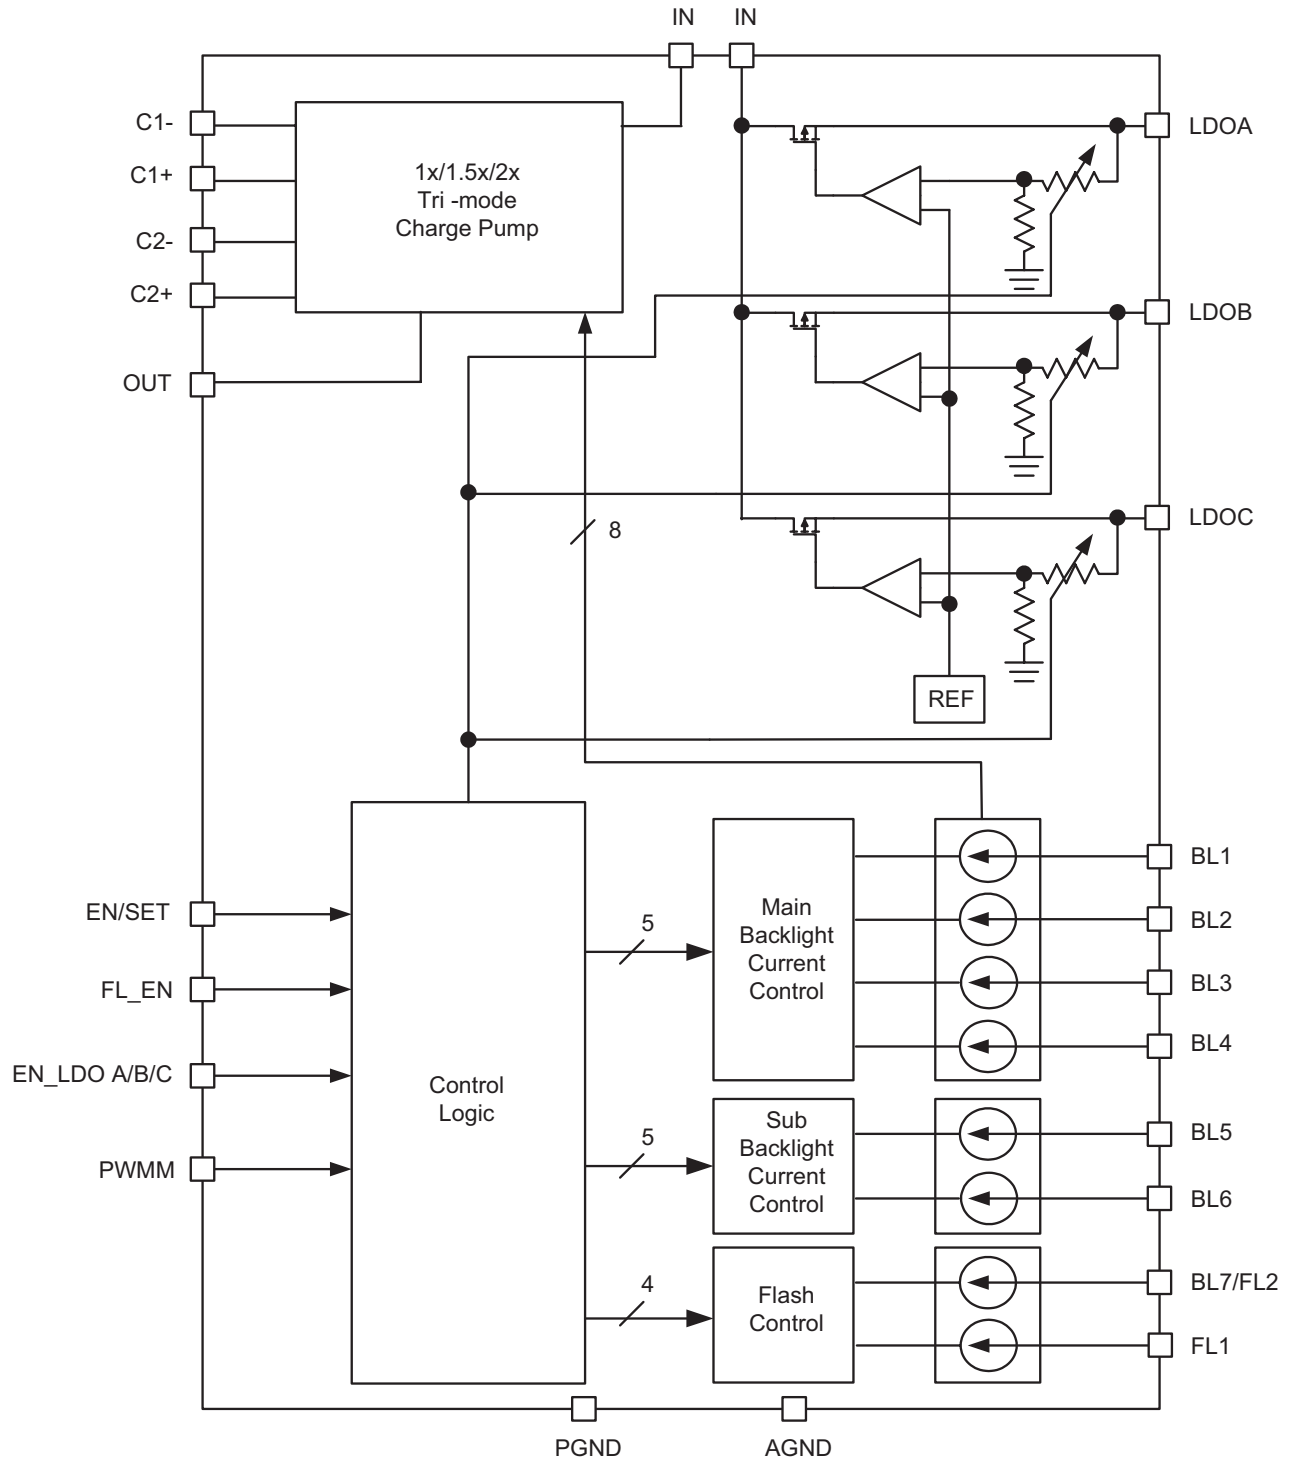 IN IN
C1-
C1+
C2-
C2+
OUT
1x/1.5x/2x
Tri -mode
Charge Pump
LDOA
LDOB
LDOC
8
REF
EN/SET
FL_EN
EN_LDO A/B/C
PWMM
Control
Logic
5
Main
Backlight
Current
Control
5
Sub
Backlight
Current
Control
4
Flash
Control
BL1
BL2
BL3
BL4
BL5
BL6
BL7/FL2
FL1
PGND AGND